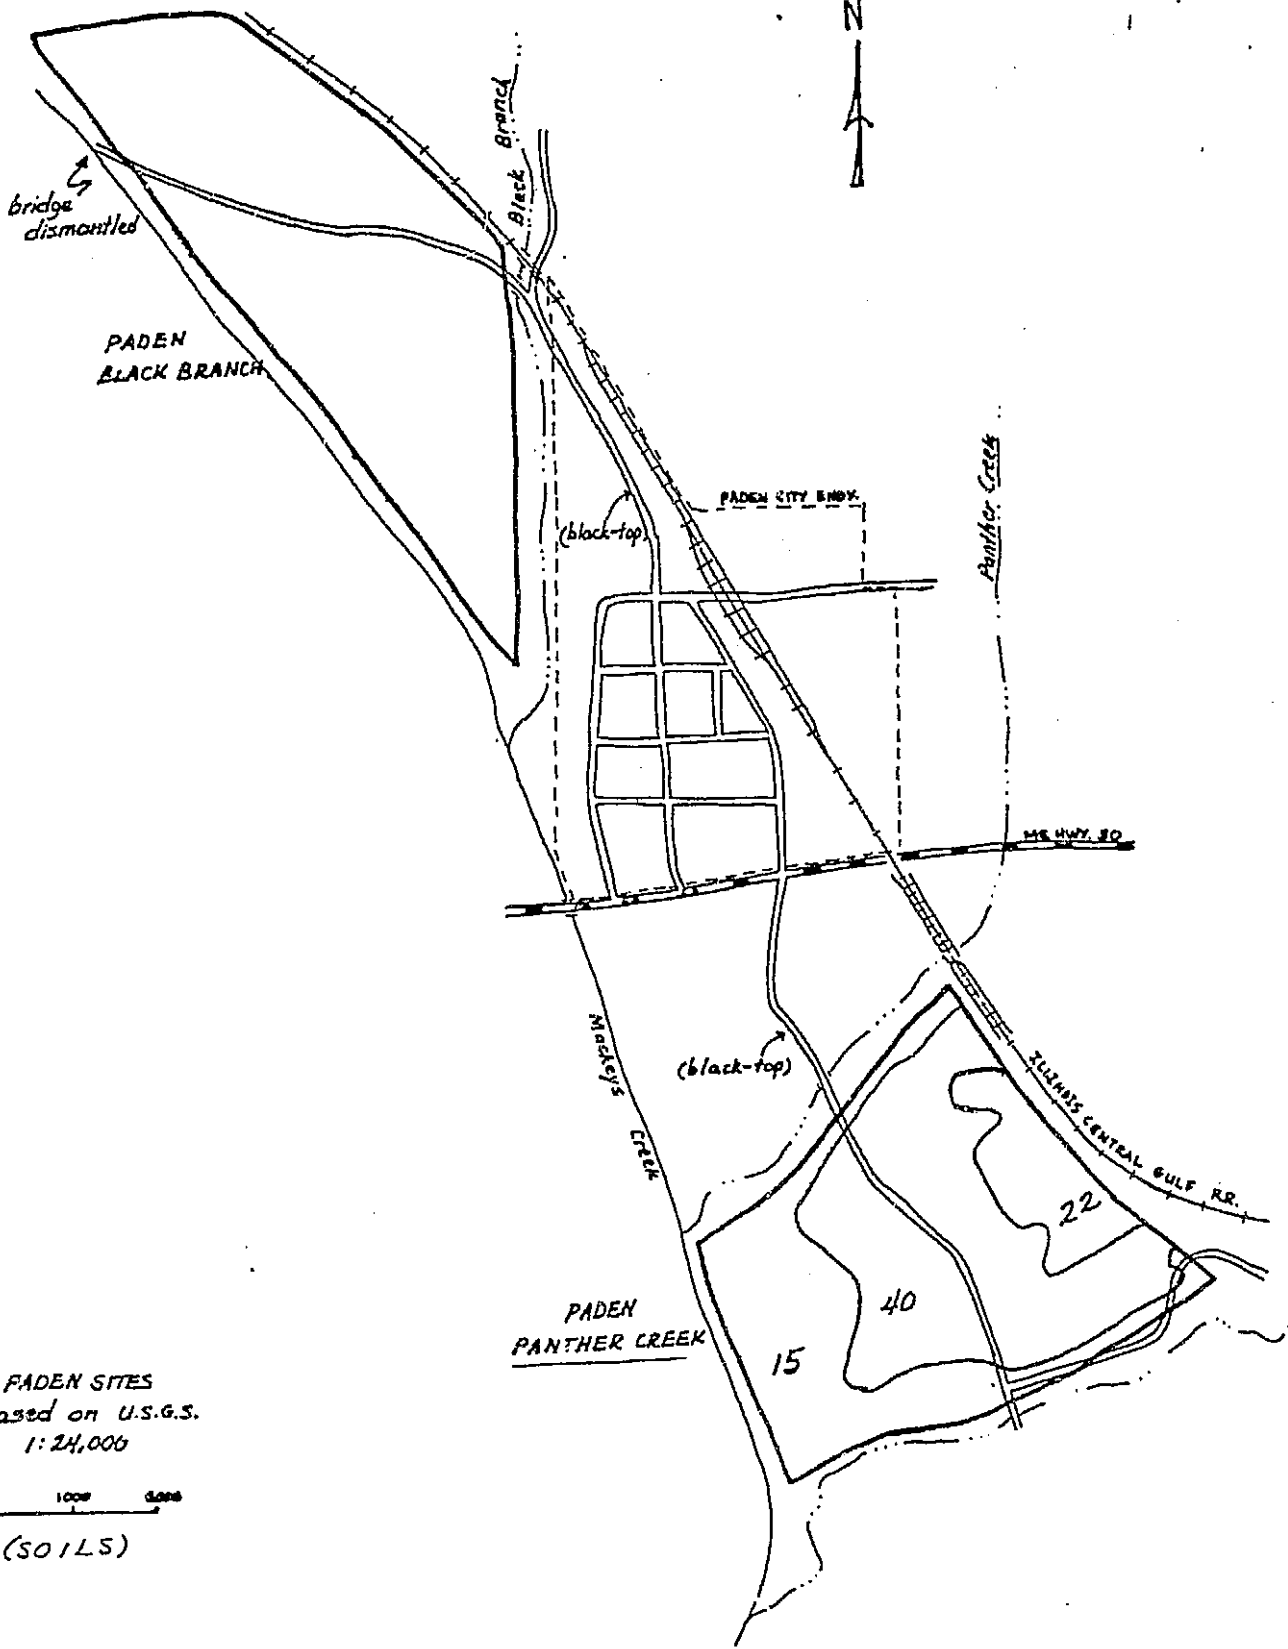 N
Black Branch
bridge
dismantled
PADEN
BLACK BRANCH
PADEN CITY BNDY.
(black-top)
Panther Creek
MS HWY. 30
Mackeys
Creek
(black-top)
ILLINOIS CENTRAL GULF RR.
22
40
15
PADEN
PANTHER CREEK
PADEN SITES
ased on U.S.G.S.
1:24,000
1000 2000
(SOILS)